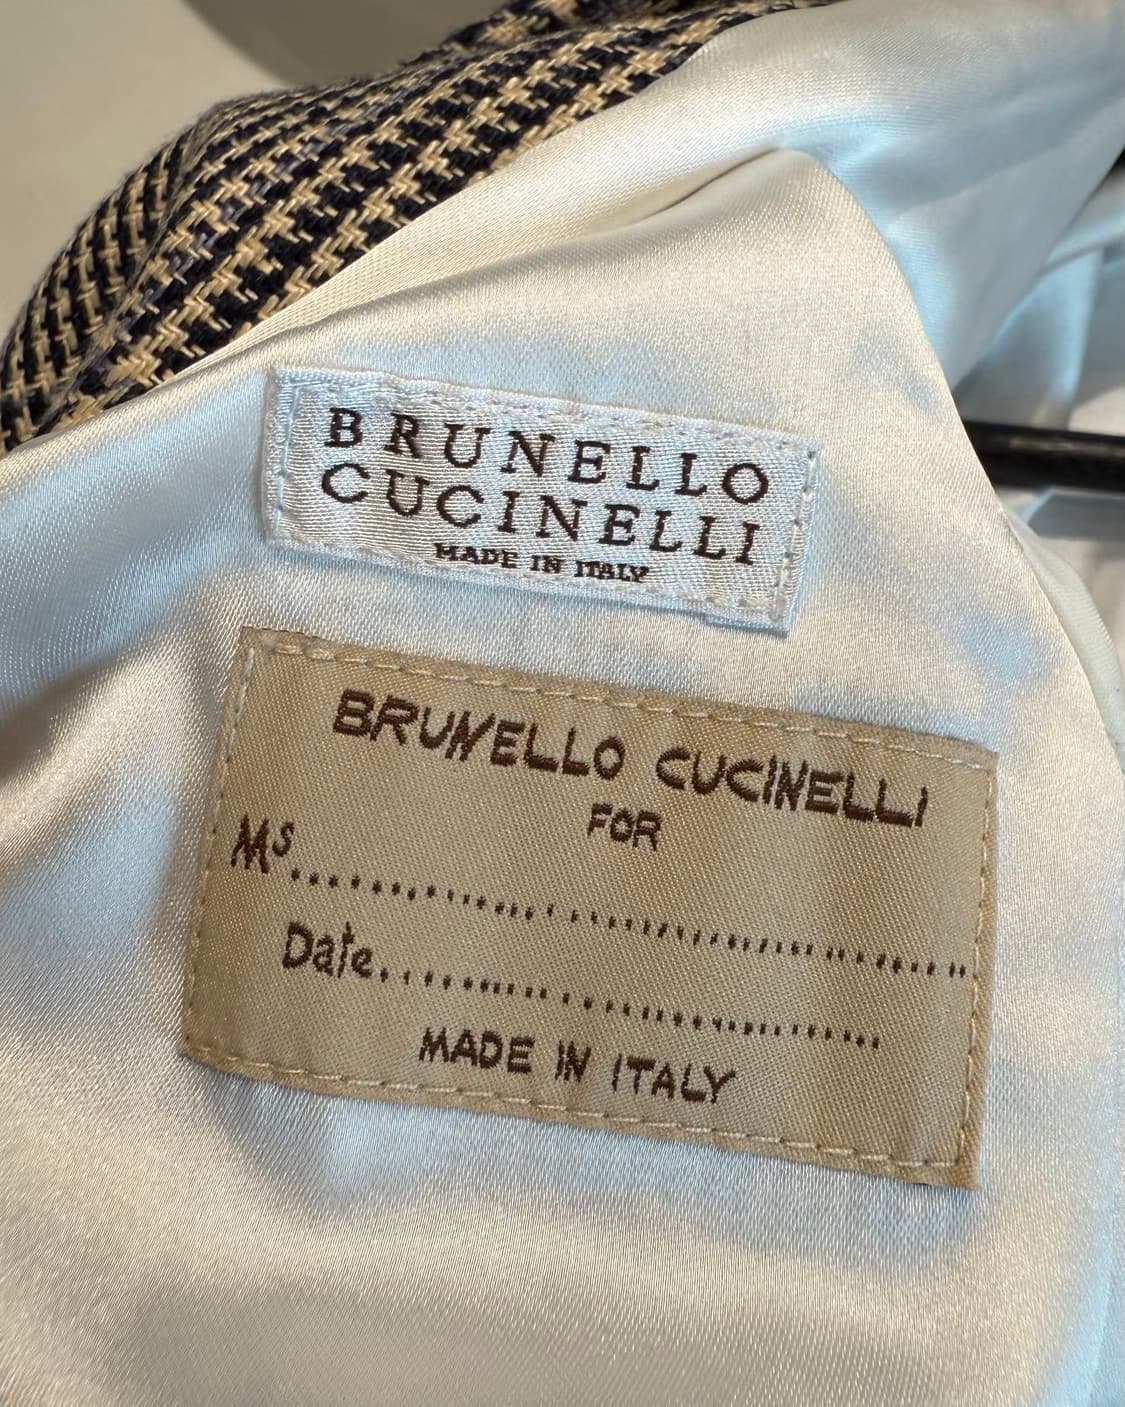 BRUNELLO
CUCINELLI
MADE IN ITALY
BRUNELLO CUCINELLI
FOR
Ms..................................................
Date..........................................
MADE IN ITALY